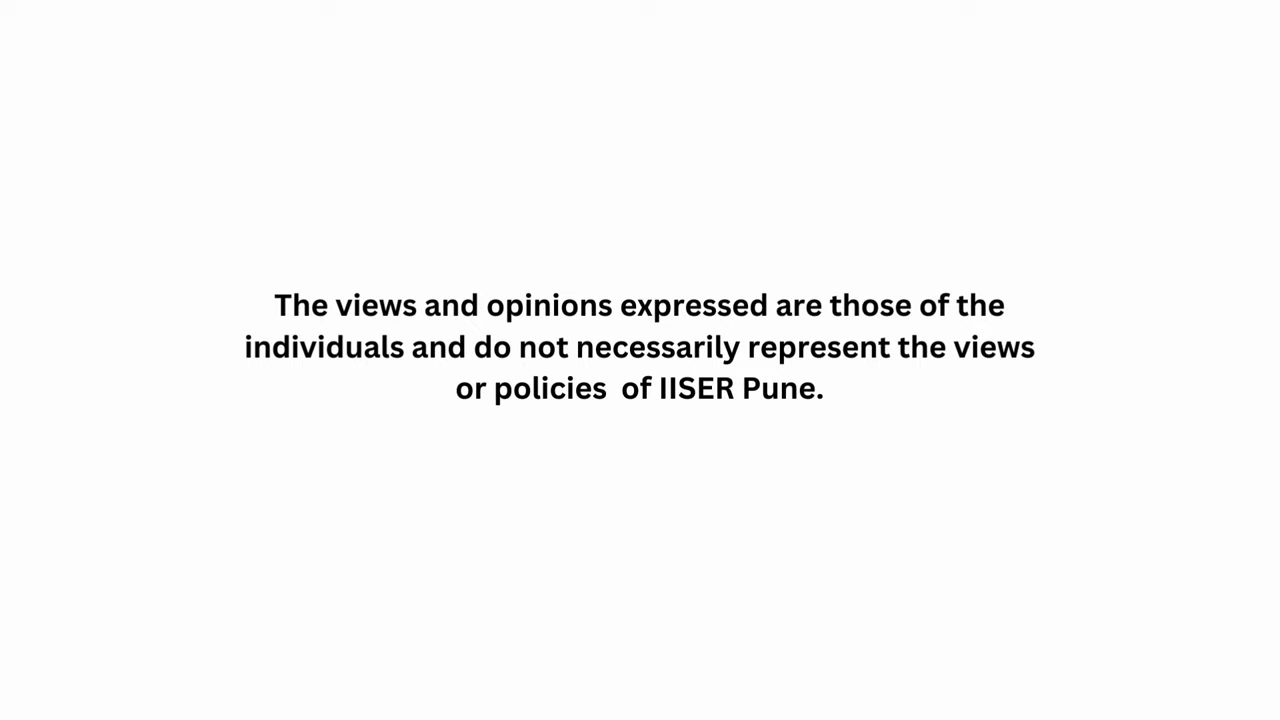 The views and opinions expressed are those of the
individuals and do not necessarily represent the views
or policies  of IISER Pune.